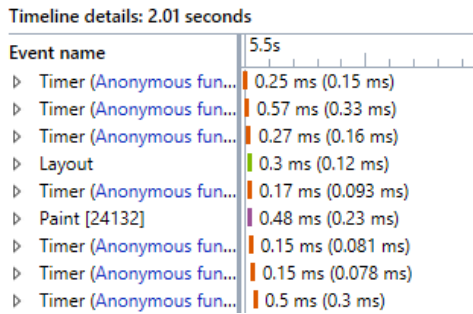 Timeline details: 2.01 seconds
Event name 5.5s
Timer (Anonymous fun... 0.25 ms (0.15 ms)
Timer (Anonymous fun... 0.57 ms (0.33 ms)
Timer (Anonymous fun... 0.27 ms (0.16 ms)
Layout 0.3 ms (0.12 ms)
Timer (Anonymous fun... 0.17 ms (0.093 ms)
Paint [24132] 0.48 ms (0.23 ms)
Timer (Anonymous fun... 0.15 ms (0.081 ms)
Timer (Anonymous fun... 0.15 ms (0.078 ms)
Timer (Anonymous fun... 0.5 ms (0.3 ms)